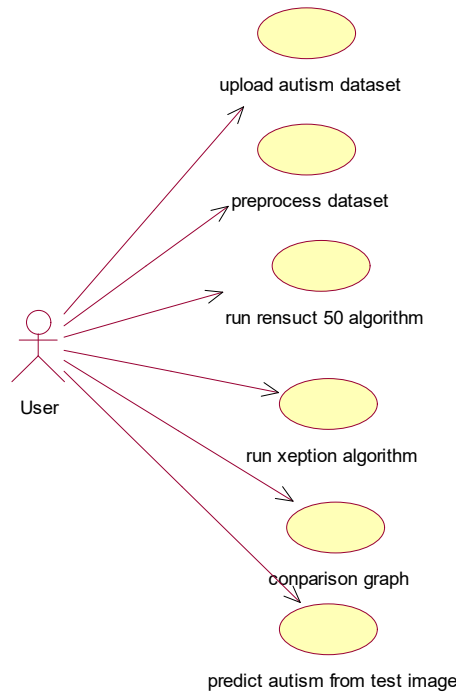 upload autism dataset
preprocess dataset
run rensuct 50 algorithm
User
run xeption algorithm
conparison graph
predict autism from test image